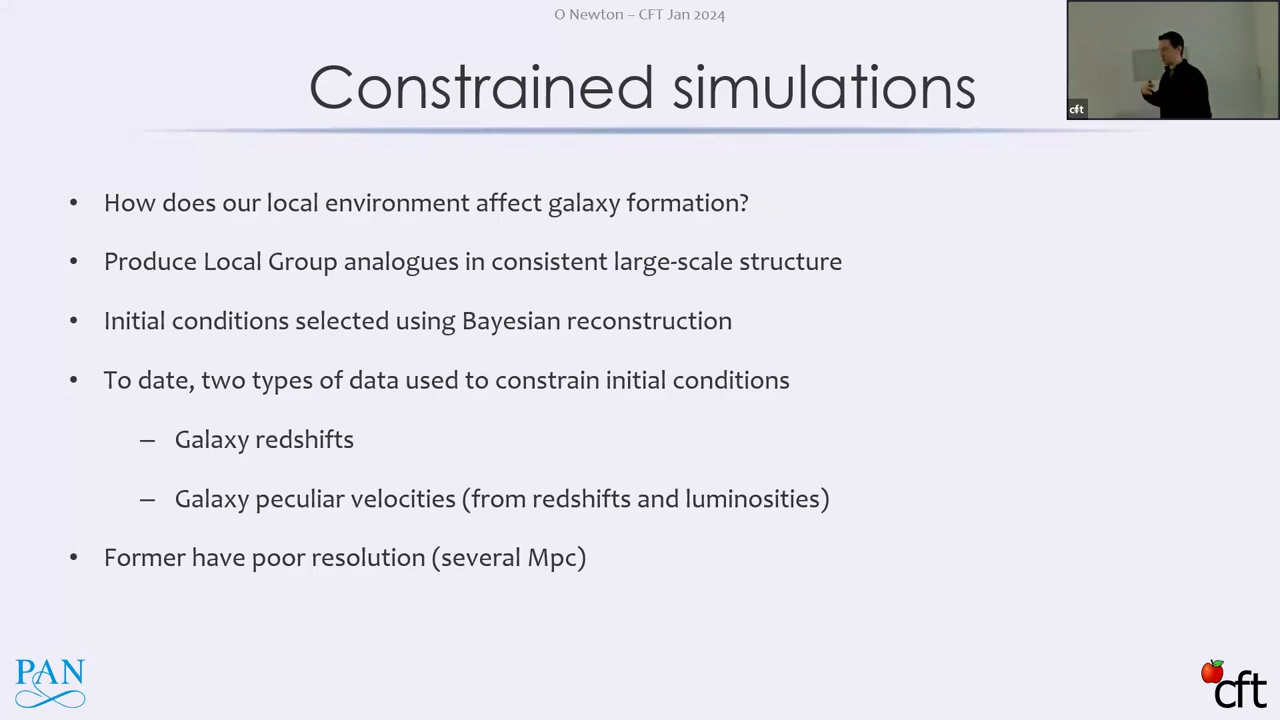 O Newton – CFT Jan 2024
Constrained simulations
cft
• How does our local environment affect galaxy formation?
• Produce Local Group analogues in consistent large-scale structure
• Initial conditions selected using Bayesian reconstruction
• To date, two types of data used to constrain initial conditions
– Galaxy redshifts
– Galaxy peculiar velocities (from redshifts and luminosities)
• Former have poor resolution (several Mpc)
PAN
cft